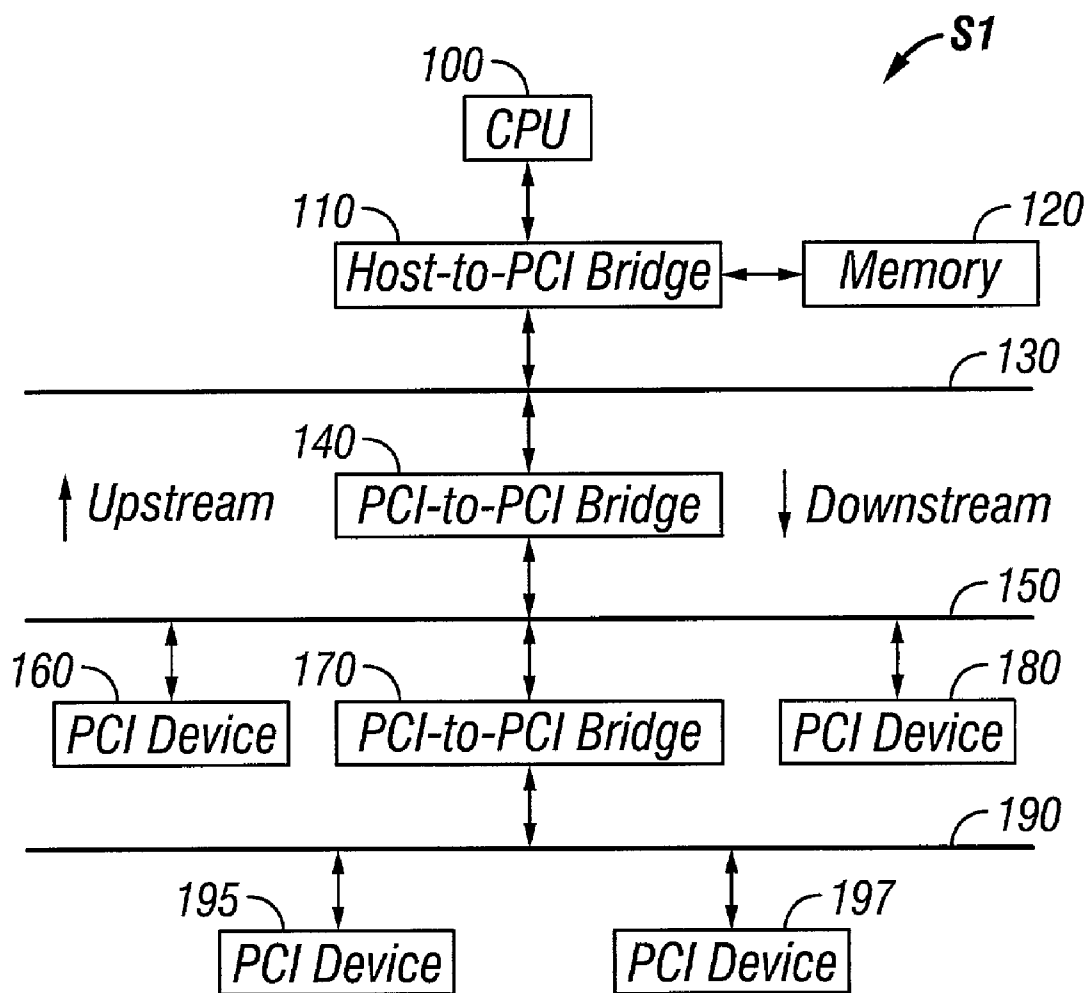 S1
100
CPU
110
120
Host-to-PCI Bridge
Memory
130
140
Upstream
PCI-to-PCI Bridge
Downstream
150
160
170
180
PCI Device
PCI-to-PCI Bridge
PCI Device
190
195
197
PCI Device
PCI Device